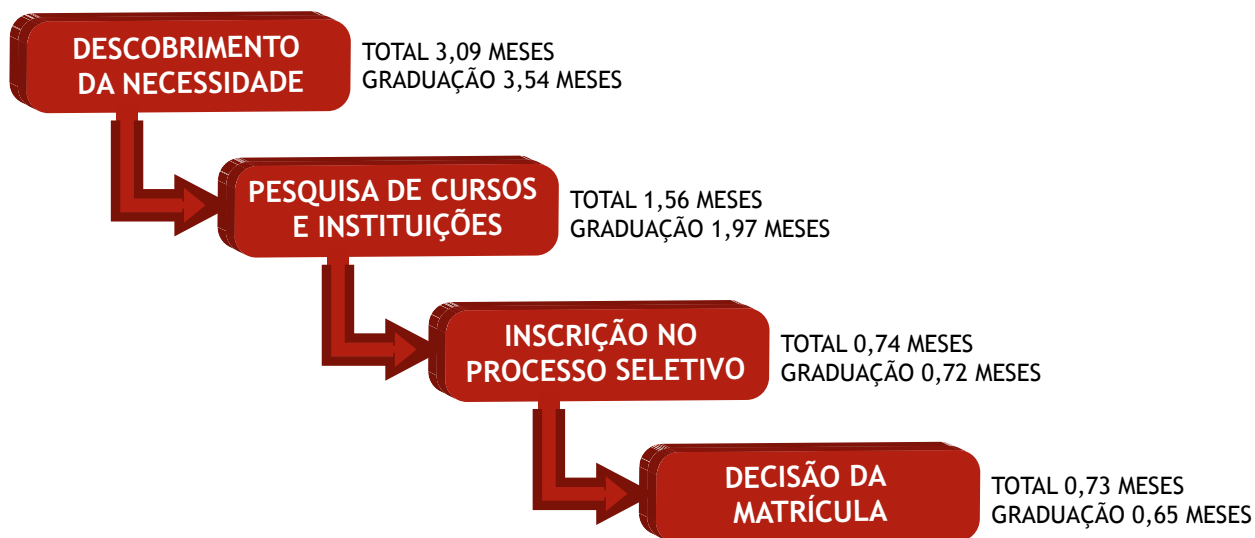 DESCOBRIMENTO
DA NECESSIDADE
TOTAL 3,09 MESES
GRADUAÇÃO 3,54 MESES
PESQUISA DE CURSOS
E INSTITUIÇÕES
TOTAL 1,56 MESES
GRADUAÇÃO 1,97 MESES
INSCRIÇÃO NO
PROCESSO SELETIVO
TOTAL 0,74 MESES
GRADUAÇÃO 0,72 MESES
DECISÃO DA
MATRÍCULA
TOTAL 0,73 MESES
GRADUAÇÃO 0,65 MESES